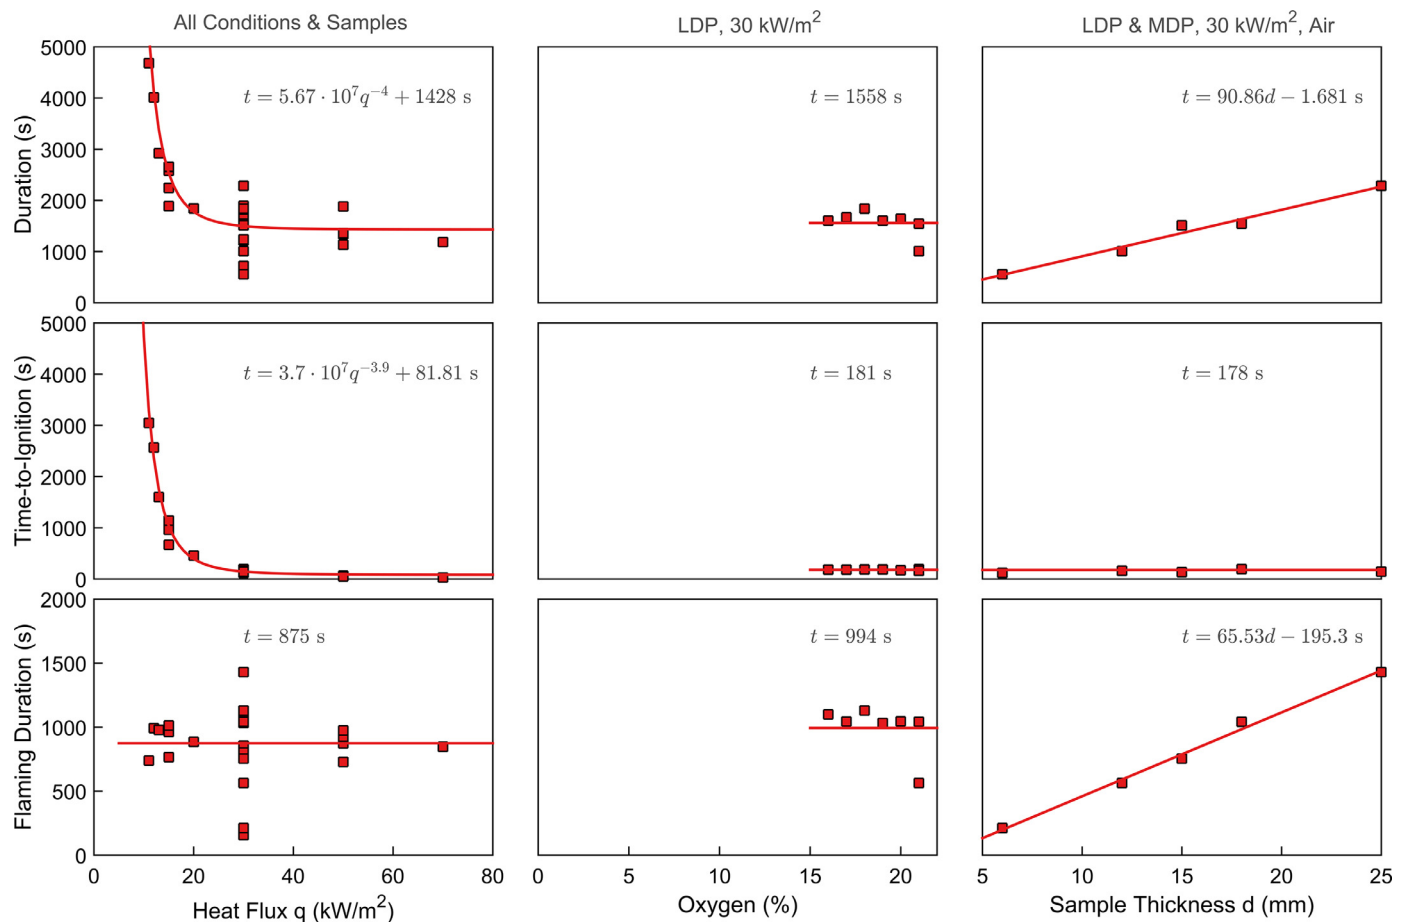 All Conditions & Samples
LDP, 30 kW/m²
LDP & MDP, 30 kW/m², Air
Duration (s)
5000
4000
3000
2000
1000
0
t = 5.67 · 10⁷q⁻⁴ + 1428 s
t = 1558 s
t = 90.86d − 1.681 s
Time-to-Ignition (s)
5000
4000
3000
2000
1000
0
t = 3.7 · 10⁷q⁻³·⁹ + 81.81 s
t = 181 s
t = 178 s
Flaming Duration (s)
2000
1500
1000
500
0
t = 875 s
t = 994 s
t = 65.53d − 195.3 s
0 20 40 60 80
0 5 10 15 20
5 10 15 20 25
Heat Flux q (kW/m²)
Oxygen (%)
Sample Thickness d (mm)